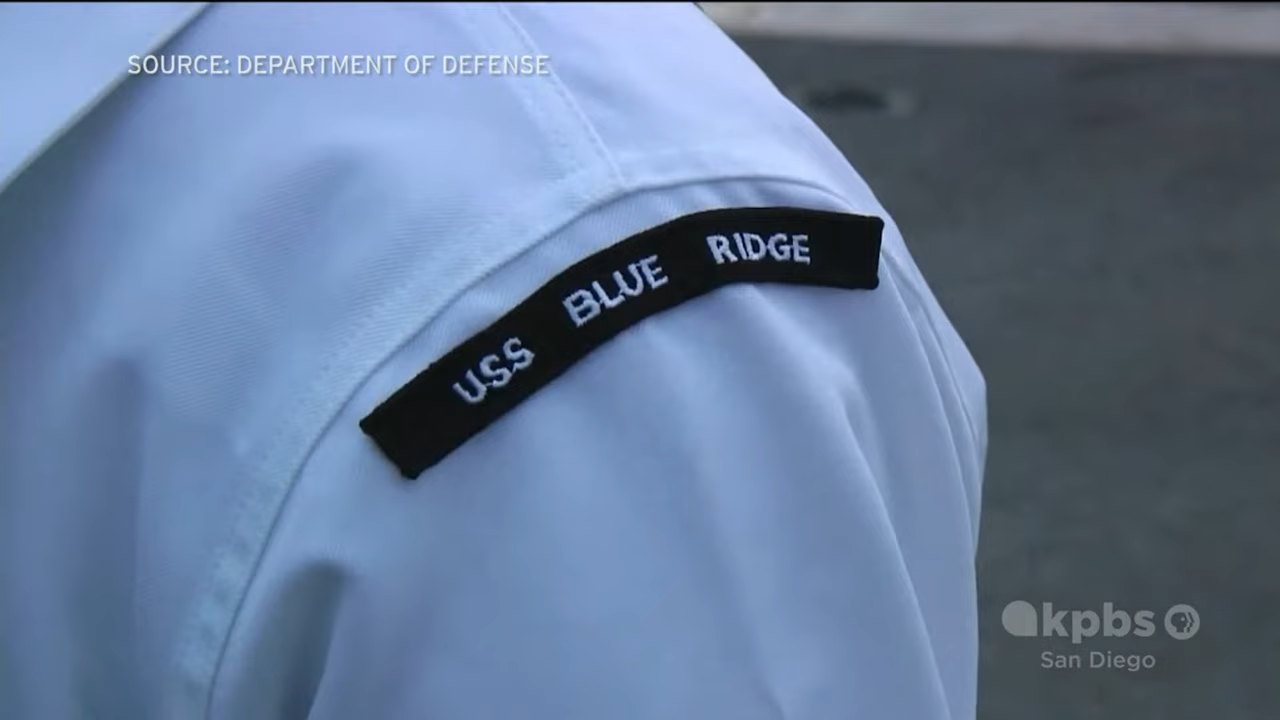 SOURCE: DEPARTMENT OF DEFENSE
USS BLUE RIDGE
kpbs
San Diego